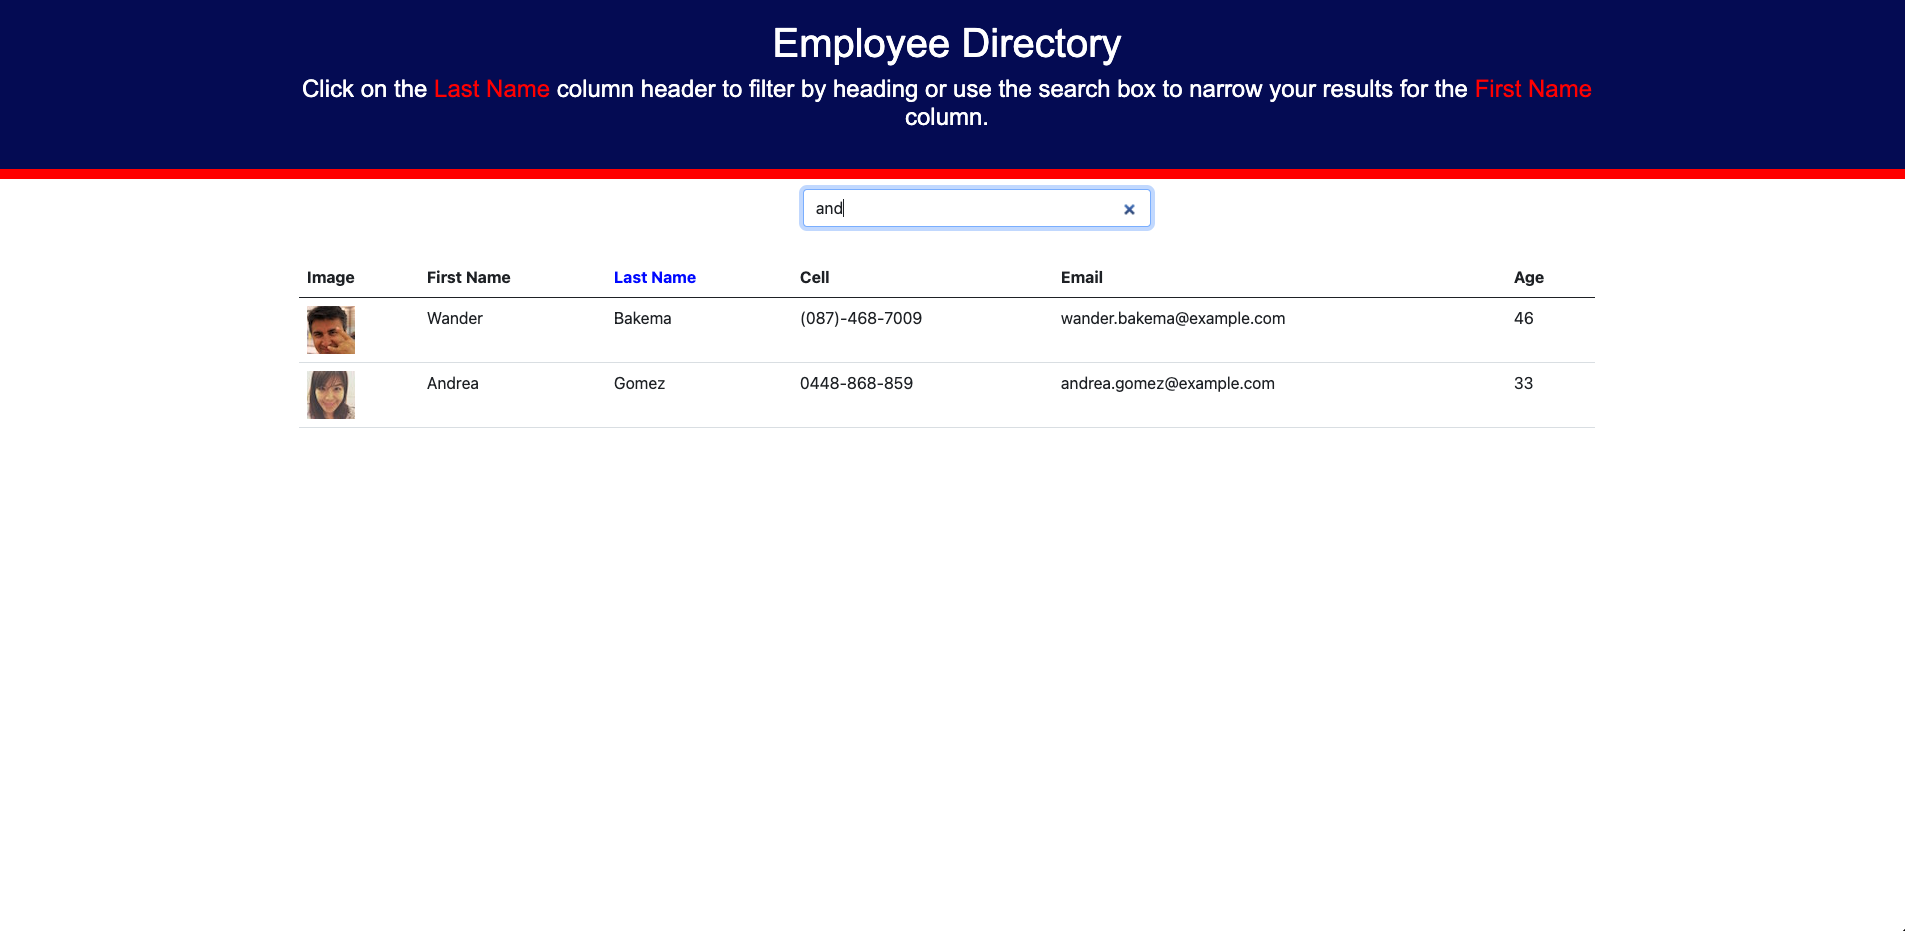 Employee Directory
Click on the Last Name column header to filter by heading or use the search box to narrow your results for the First Name
column.
and
Image First Name Last Name Cell Email Age
Wander Bakema (087)-468-7009 wander.bakema@example.com 46
Andrea Gomez 0448-868-859 andrea.gomez@example.com 33